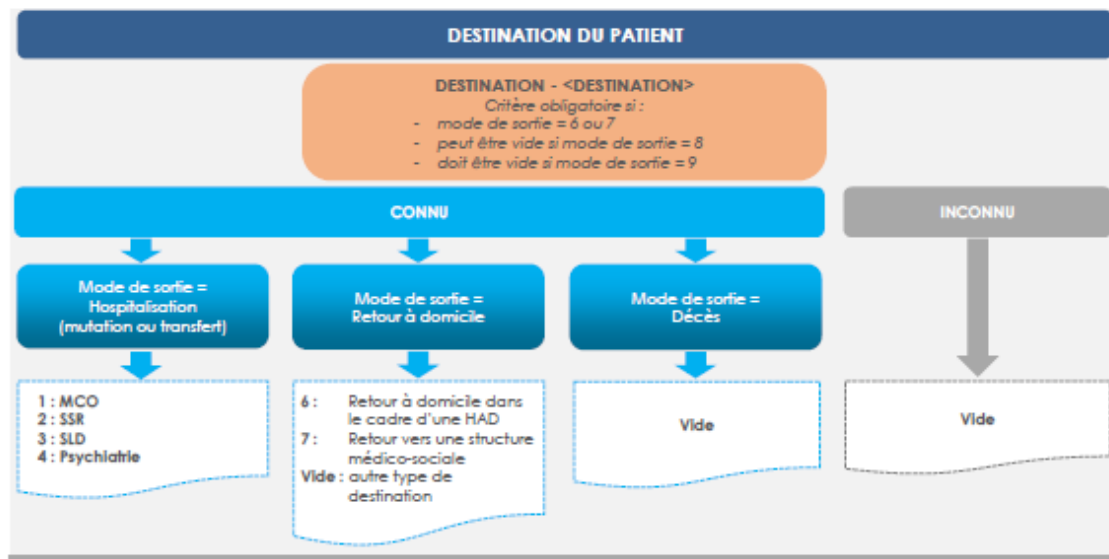 DESTINATION DU PATIENT
DESTINATION - <DESTINATION>
Critère obligatoire si :
- mode de sortie = 6 ou 7
- peut être vide si mode de sortie = 8
- doit être vide si mode de sortie = 9
CONNU
INCONNU
Mode de sortie =
Hospitalisation
(mutation ou transfert)
Mode de sortie =
Retour à domicile
Mode de sortie =
Décès
1 : MCO
2 : SSR
3 : SLD
4 : Psychiatrie
6 : Retour à domicile dans
le cadre d'une HAD
7 : Retour vers une structure
médico-sociale
Vide : autre type de
destination
Vide
Vide